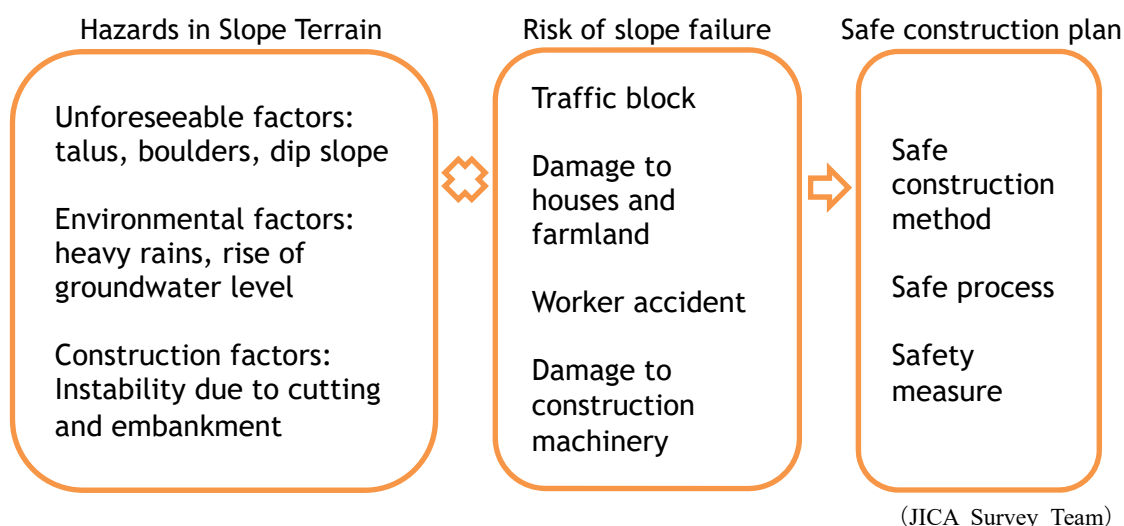 Hazards in Slope Terrain
Unforeseeable factors:
talus, boulders, dip slope
Environmental factors:
heavy rains, rise of
groundwater level
Construction factors:
Instability due to cutting
and embankment
Risk of slope failure
Traffic block
Damage to
houses and
farmland
Worker accident
Damage to
construction
machinery
Safe construction plan
Safe
construction
method
Safe process
Safety
measure
（JICA Survey Team）